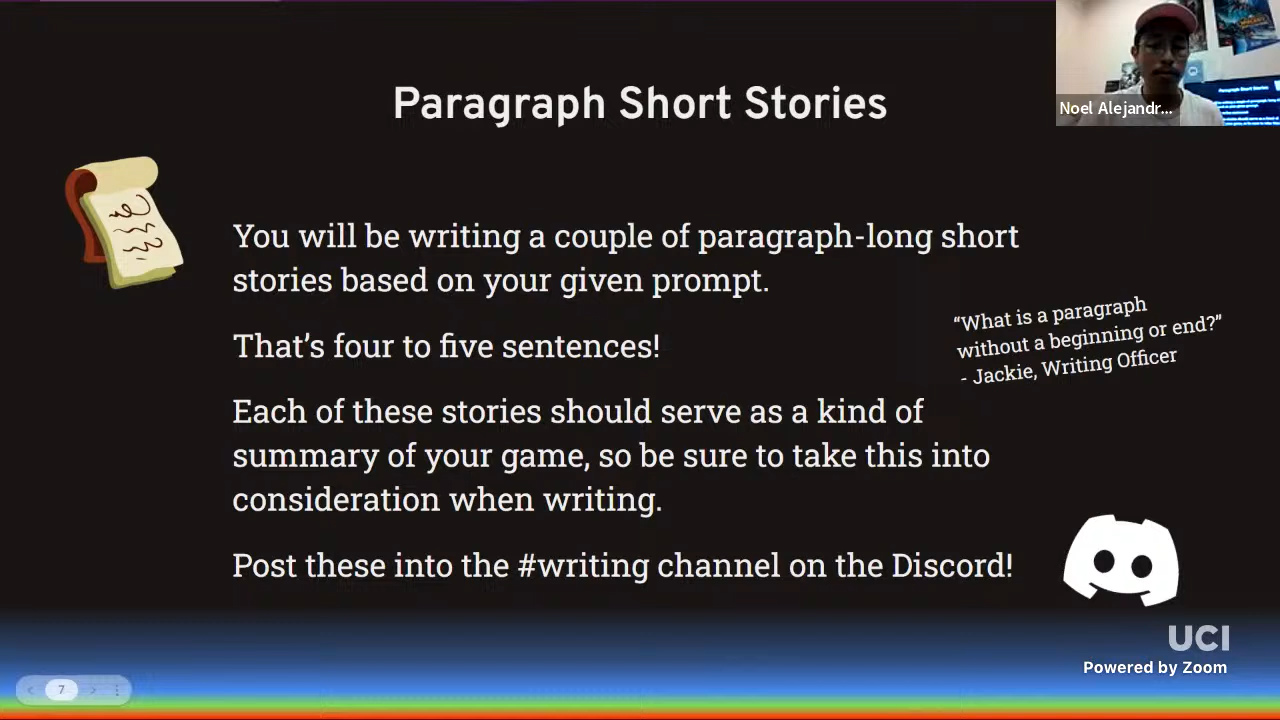 Paragraph Short Stories
Noel Alejandr...
You will be writing a couple of paragraph-long short
stories based on your given prompt.
That’s four to five sentences!
“What is a paragraph
without a beginning or end?”
- Jackie, Writing Officer
Each of these stories should serve as a kind of
summary of your game, so be sure to take this into
consideration when writing.
Post these into the #writing channel on the Discord!
UCI
Powered by Zoom
7